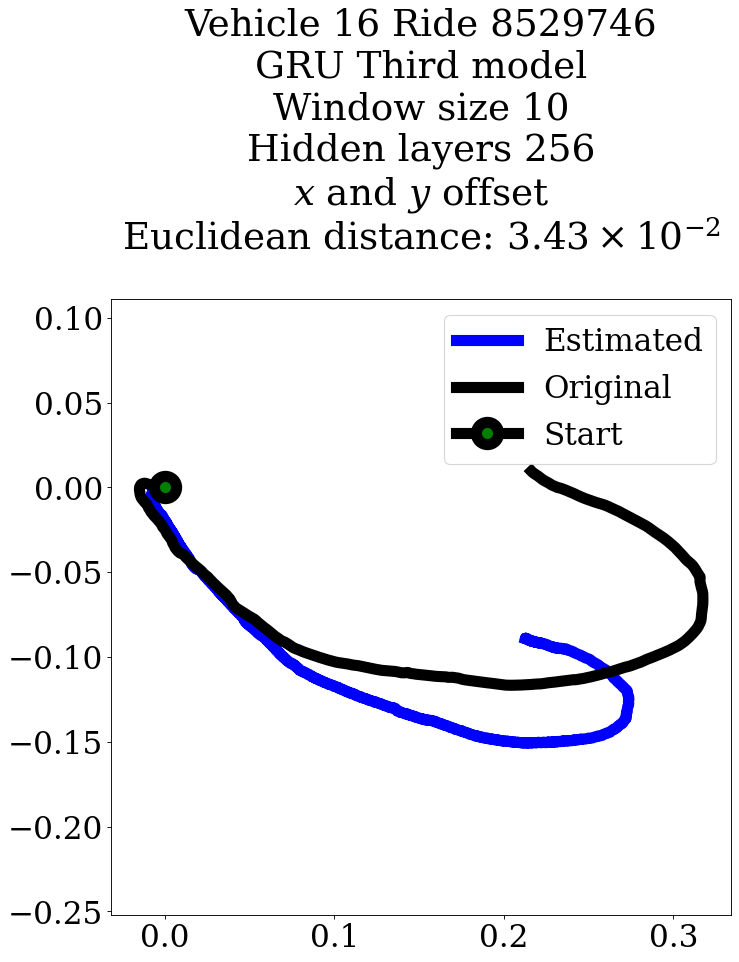 Vehicle 16 Ride 8529746
GRU Third model
Window size 10
Hidden layers 256
x and y offset
Euclidean distance: 3.43 × 10⁻²
Estimated
Original
Start
0.10
0.05
0.00
−0.05
−0.10
−0.15
−0.20
−0.25
0.0 0.1 0.2 0.3